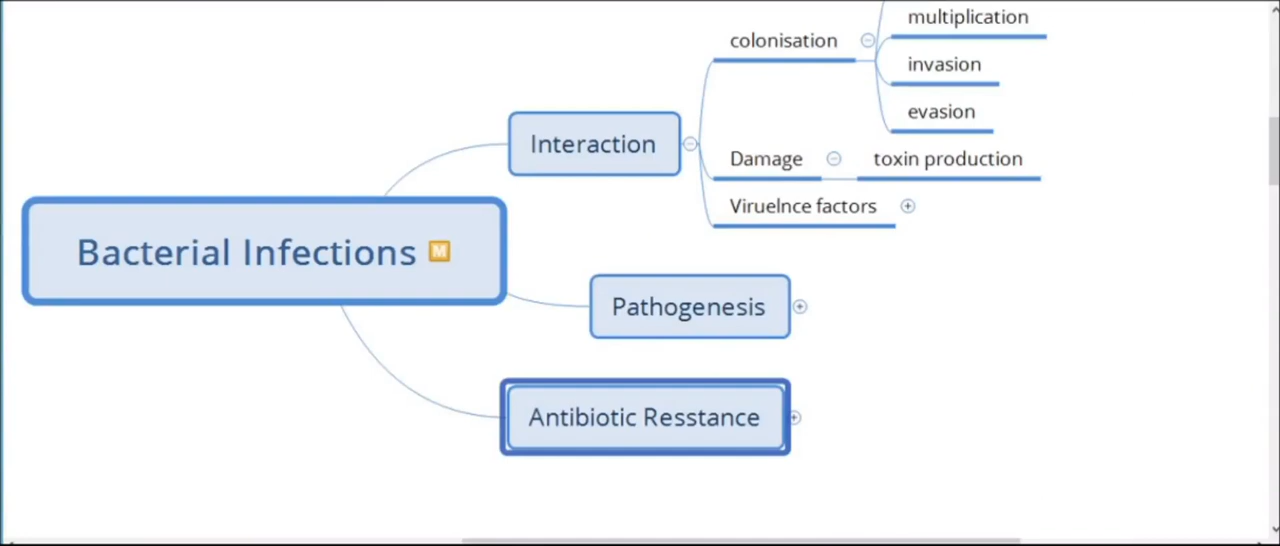 multiplication
colonisation
invasion
evasion
Interaction
Damage
toxin production
Viruelnce factors
Bacterial Infections M
Pathogenesis
Antibiotic Resstance